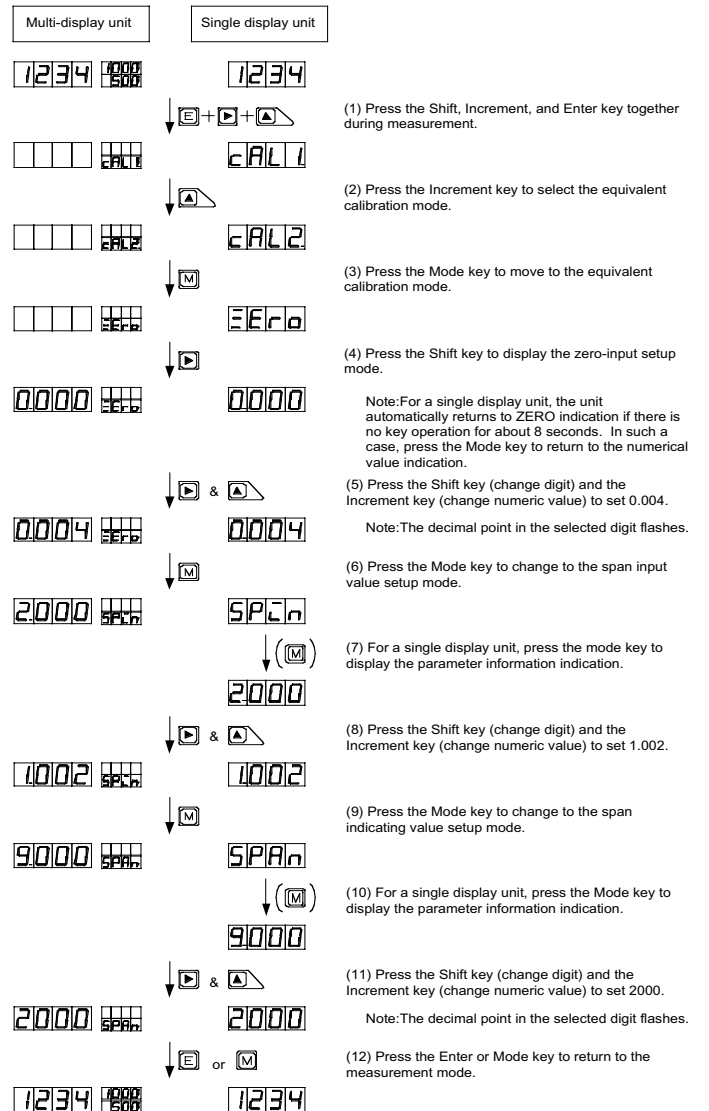 Multi-display unit Single display unit
1234 1000 500 1234
E + ▶ + ▲
(1) Press the Shift, Increment, and Enter key together
during measurement.
cAL1. cAL1.
▲
(2) Press the Increment key to select the equivalent
calibration mode.
cAL2. cAL2.
M
(3) Press the Mode key to move to the equivalent
calibration mode.
ZEro ZEro
▶
(4) Press the Shift key to display the zero-input setup
mode.
0.000 ZEro 0.000
Note:For a single display unit, the unit
automatically returns to ZERO indication if there is
no key operation for about 8 seconds. In such a
case, press the Mode key to return to the numerical
value indication.
▶ & ▲
(5) Press the Shift key (change digit) and the
Increment key (change numeric value) to set 0.004.
0.004 ZEro 0.004
Note:The decimal point in the selected digit flashes.
M
(6) Press the Mode key to change to the span input
value setup mode.
2.000 SPin SPin
(M)
(7) For a single display unit, press the mode key to
display the parameter information indication.
2.000
▶ & ▲
(8) Press the Shift key (change digit) and the
Increment key (change numeric value) to set 1.002.
1.002 SPin 1.002
M
(9) Press the Mode key to change to the span
indicating value setup mode.
9.000 SPAn SPAn
(M)
(10) For a single display unit, press the Mode key to
display the parameter information indication.
9.000
▶ & ▲
(11) Press the Shift key (change digit) and the
Increment key (change numeric value) to set 2000.
2000 SPAn 2000
Note:The decimal point in the selected digit flashes.
E or M
(12) Press the Enter or Mode key to return to the
measurement mode.
1234 1000 500 1234